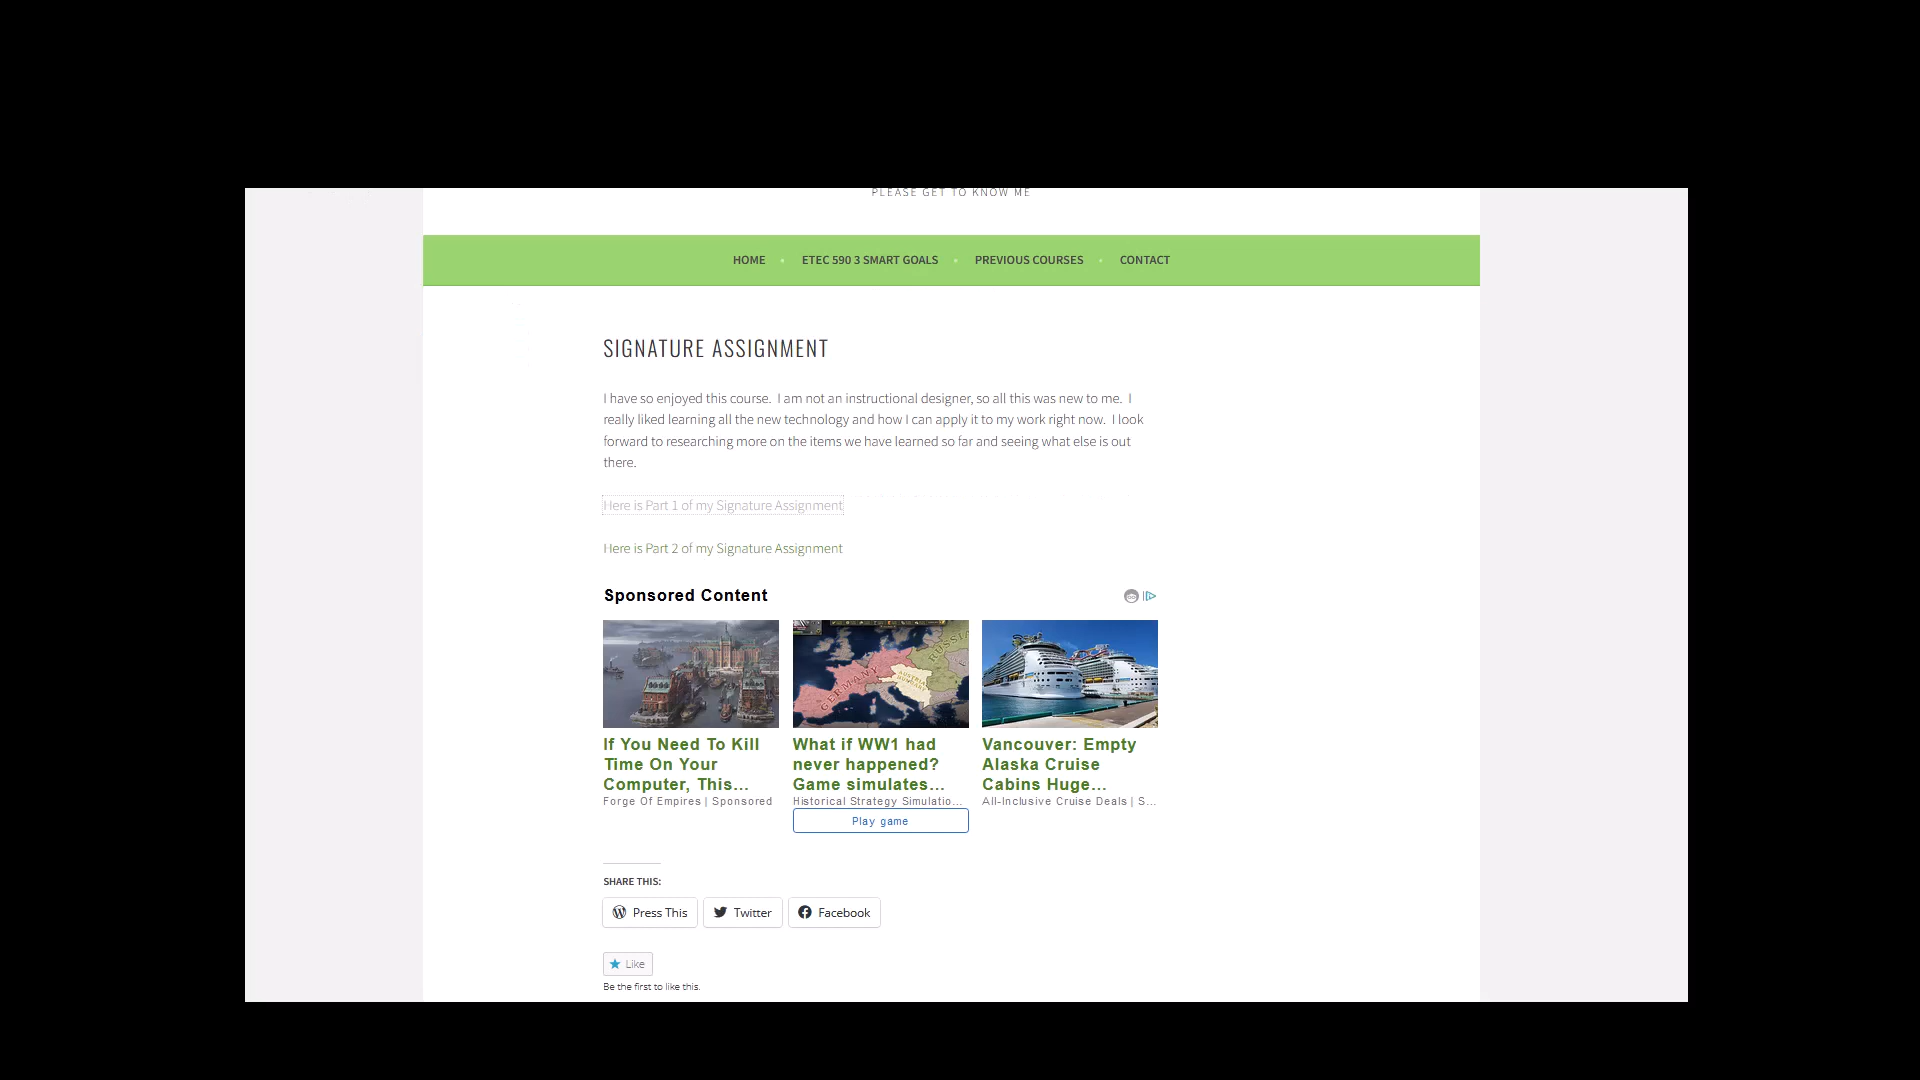 PLEASE GET TO KNOW ME
HOME
ETEC 590 3 SMART GOALS
PREVIOUS COURSES
CONTACT
SIGNATURE ASSIGNMENT
I have so enjoyed this course. I am not an instructional designer, so all this was new to me. I
really liked learning all the new technology and how I can apply it to my work right now. I look
forward to researching more on the items we have learned so far and seeing what else is out
there.
Here is Part 1 of my Signature Assignment
Here is Part 2 of my Signature Assignment
Sponsored Content
GERMANY
AUSTRIA
HUNGARY
RUSSIA
If You Need To Kill
Time On Your
Computer, This...
Forge Of Empires | Sponsored
What if WW1 had
never happened?
Game simulates...
Historical Strategy Simulatio...
Play game
Vancouver: Empty
Alaska Cruise
Cabins Huge...
All-Inclusive Cruise Deals | S...
SHARE THIS:
Press This
Twitter
Facebook
Like
Be the first to like this.